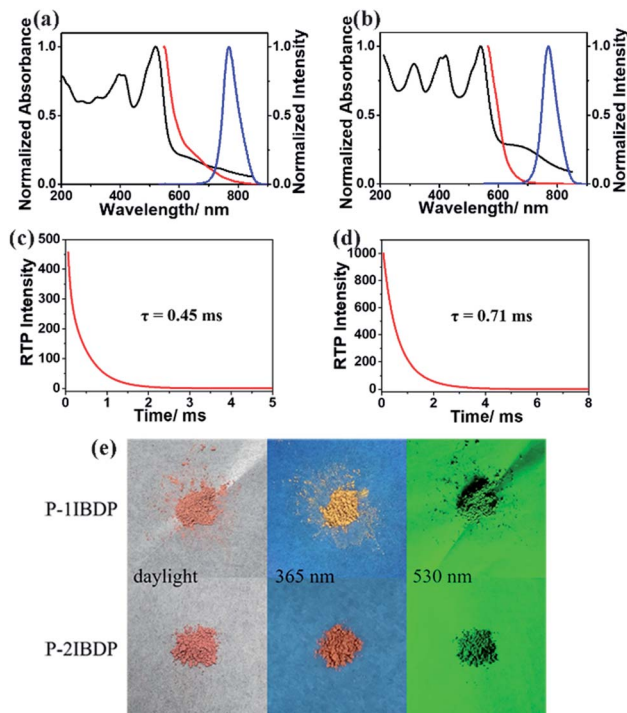 (a)
1.0
0.5
0.0
Normalized Absorbance
200 400 600 800
Wavelength/ nm
1.0
0.5
0.0
Normalized Intensity
(b)
1.0
0.5
0.0
Normalized Absorbance
200 400 600 800
Wavelength/ nm
1.0
0.5
0.0
Normalized Intensity
(c)
500
400
300
200
100
0
RTP Intensity
τ = 0.45 ms
0 1 2 3 4 5
Time/ ms
(d)
1000
800
600
400
200
0
RTP Intensity
τ = 0.71 ms
0 2 4 6 8
Time/ ms
(e)
P-1IBDP
daylight 365 nm 530 nm
P-2IBDP